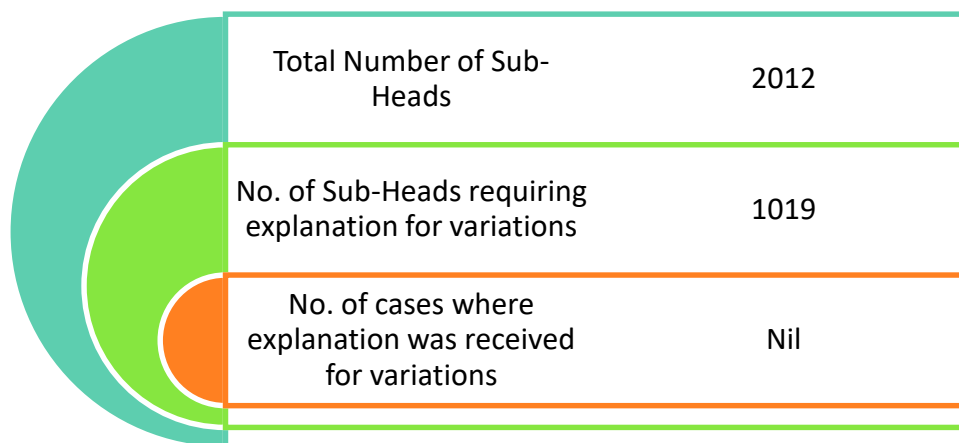 Total Number of Sub-
Heads
2012
No. of Sub-Heads requiring
explanation for variations
1019
No. of cases where
explanation was received
for variations
Nil